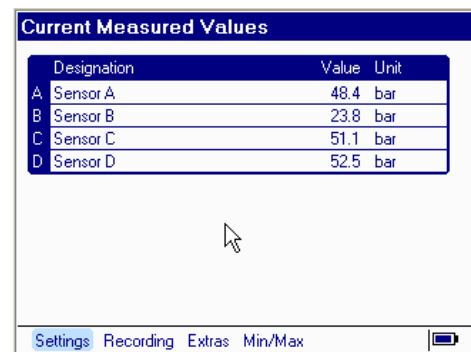 Current Measured Values
Designation Value Unit
A Sensor A 48.4 bar
B Sensor B 23.8 bar
C Sensor C 51.1 bar
D Sensor D 52.5 bar
Settings Recording Extras Min/Max